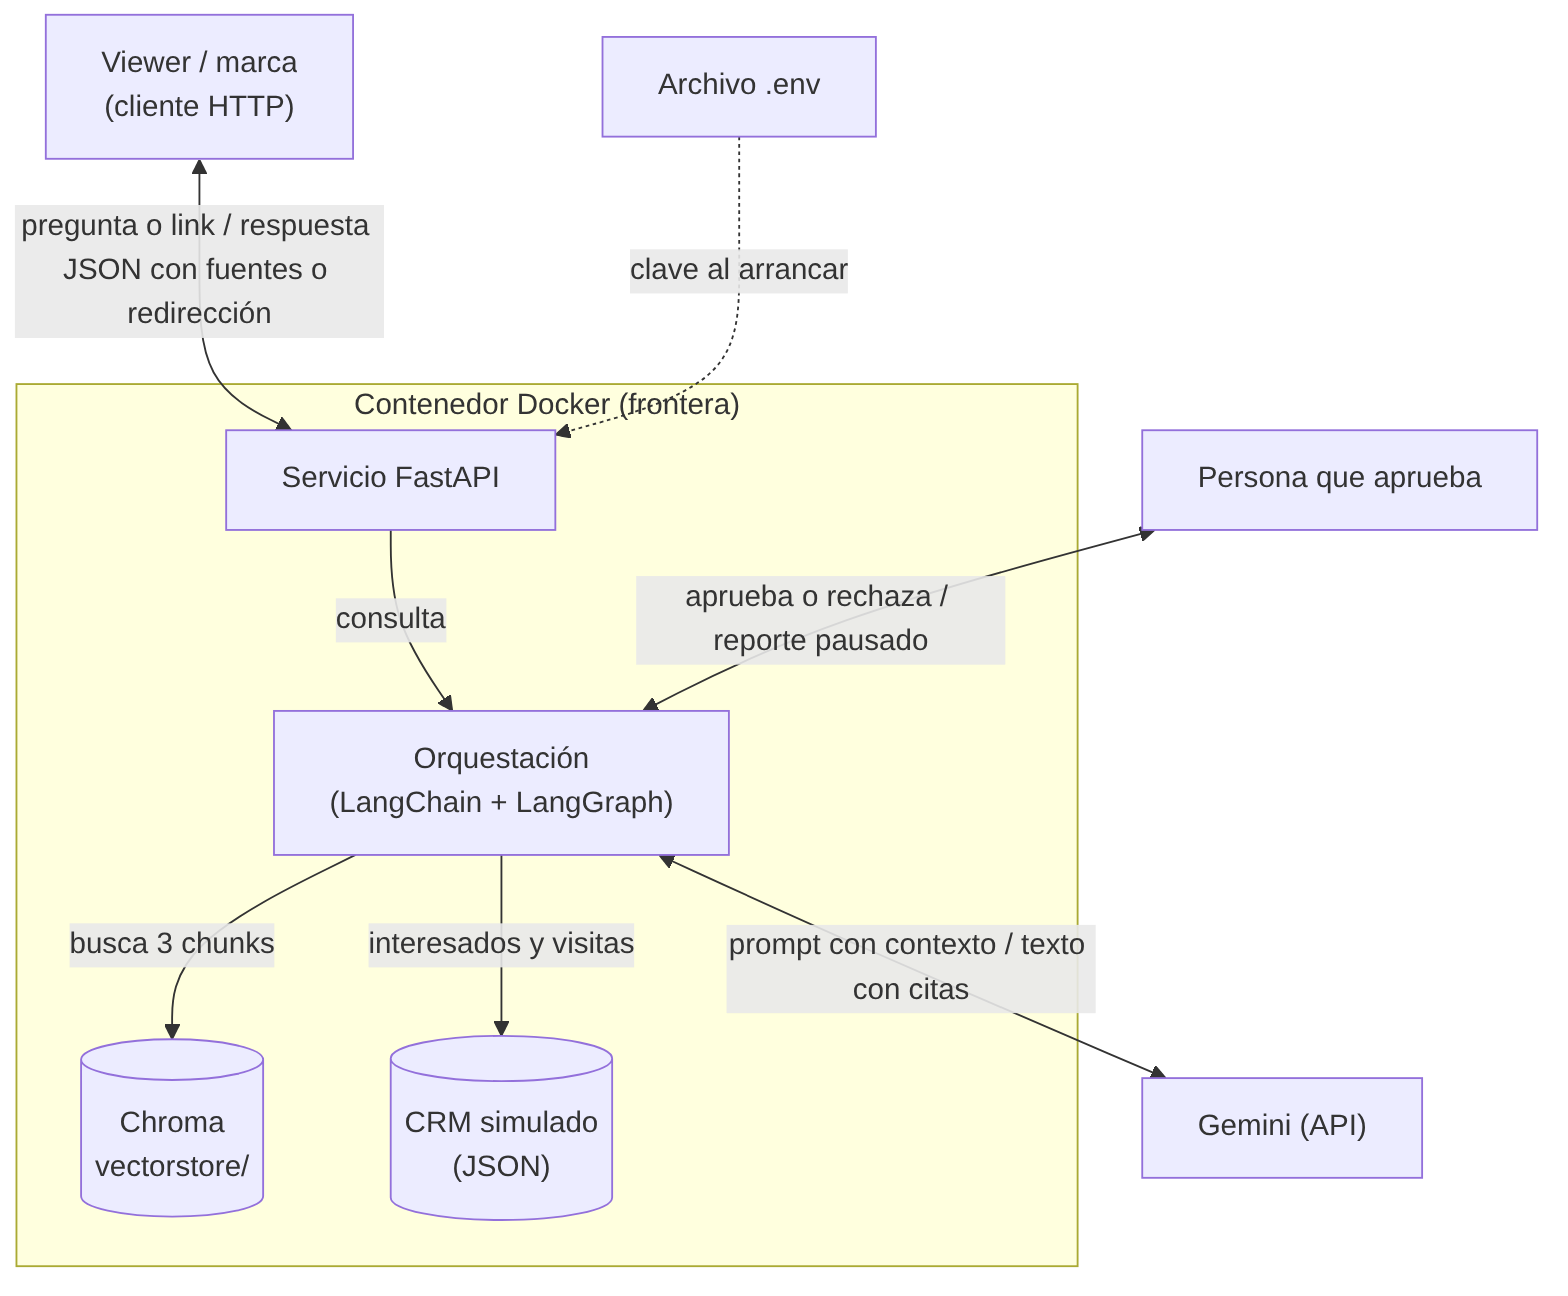 Viewer / marca
(cliente HTTP)
Archivo .env
pregunta o link / respuesta
JSON con fuentes o
redirección
clave al arrancar
Contenedor Docker (frontera)
Servicio FastAPI
Persona que aprueba
consulta
aprueba o rechaza /
reporte pausado
Orquestación
(LangChain + LangGraph)
busca 3 chunks
interesados y visitas
prompt con contexto / texto
con citas
Chroma
vectorstore/
CRM simulado
(JSON)
Gemini (API)